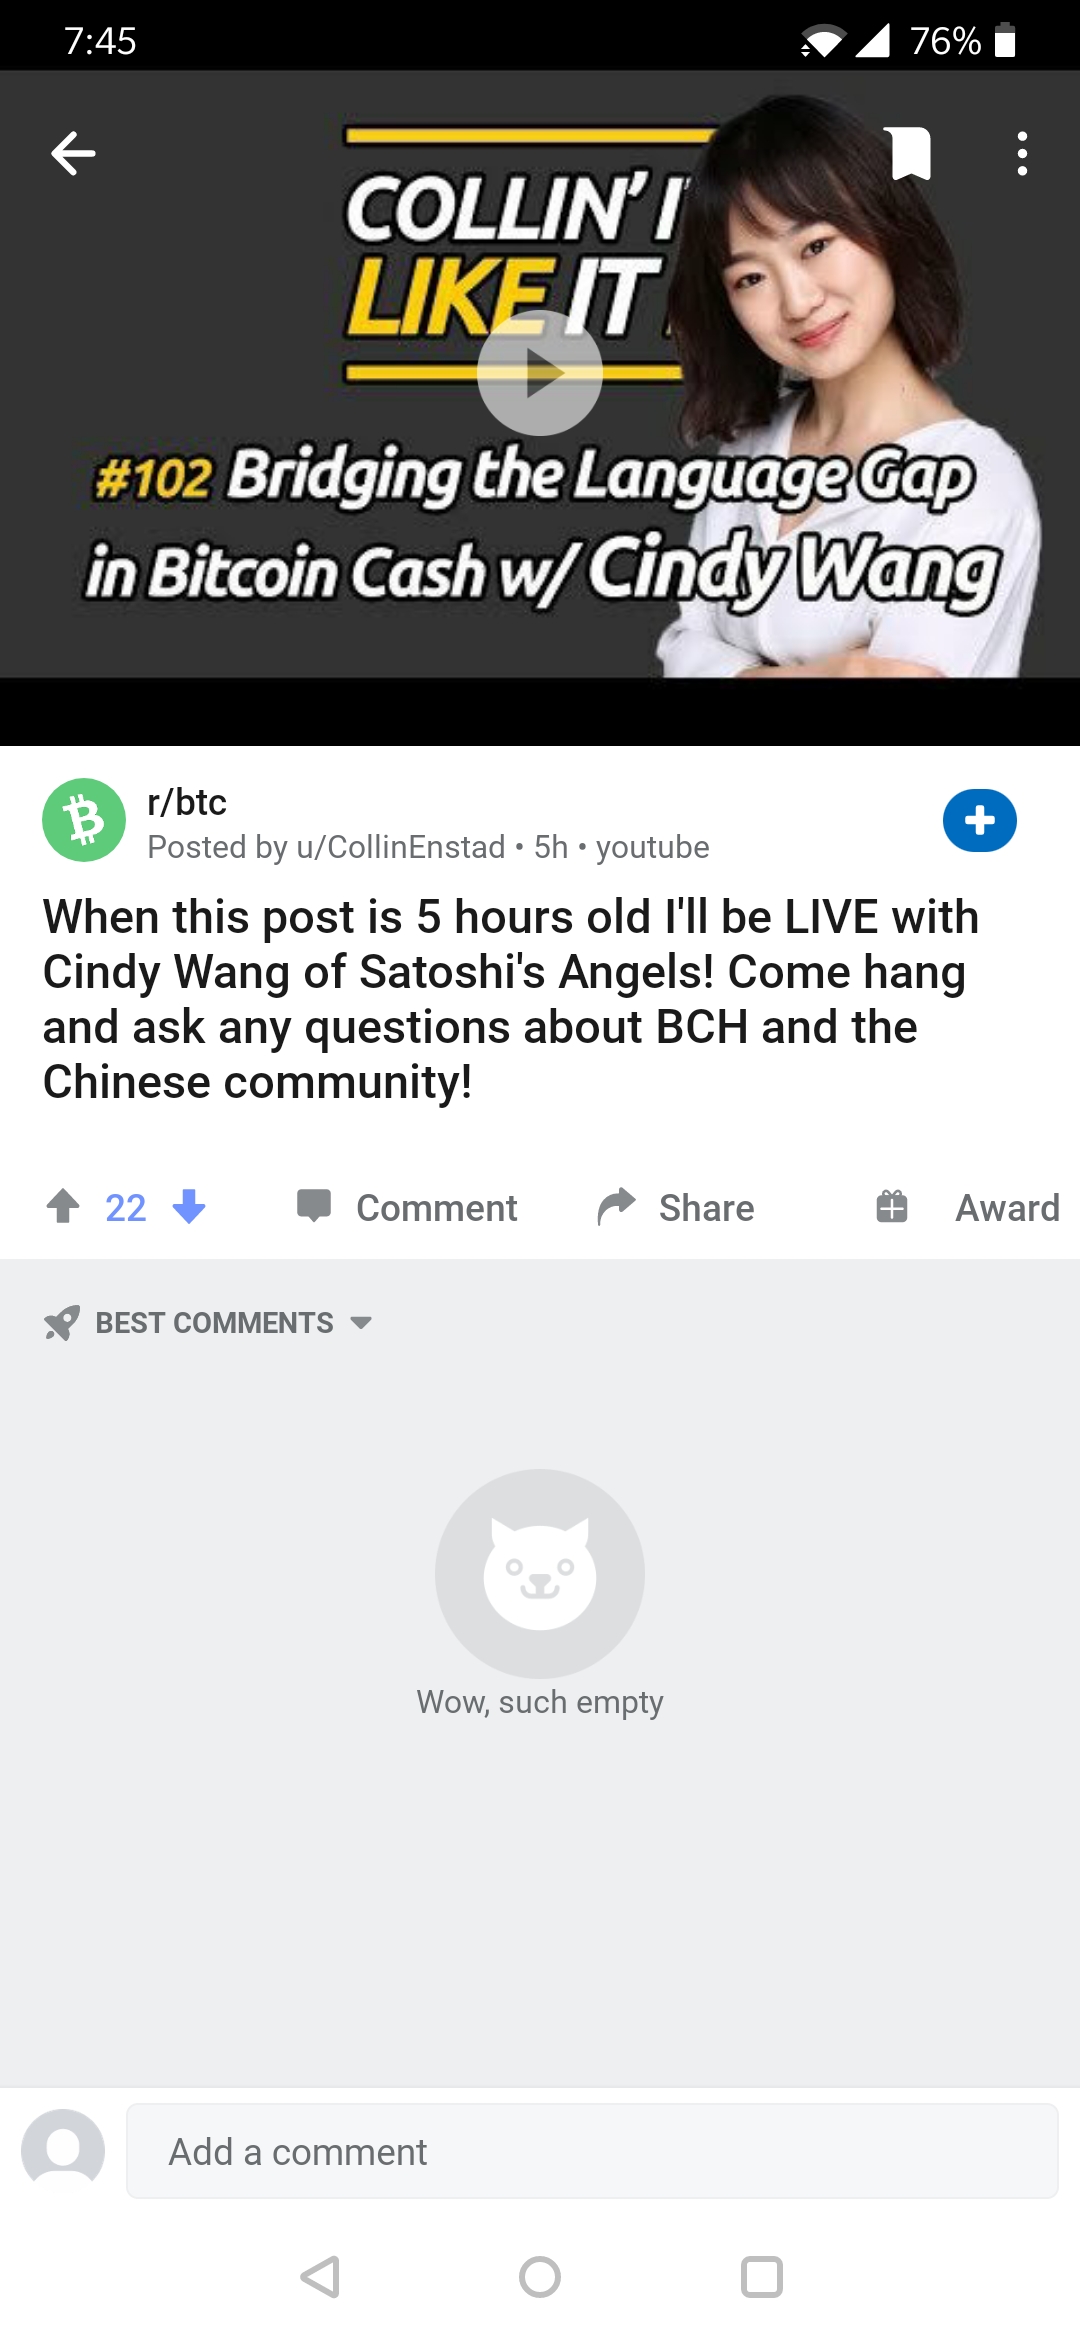 7:45
76%
COLLIN' I
LIKE IT
#102 Bridging the Language Gap
in Bitcoin Cash w/ Cindy Wang
r/btc
Posted by u/CollinEnstad • 5h • youtube
When this post is 5 hours old I'll be LIVE with
Cindy Wang of Satoshi's Angels! Come hang
and ask any questions about BCH and the
Chinese community!
22 Comment Share Award
BEST COMMENTS
Wow, such empty
Add a comment